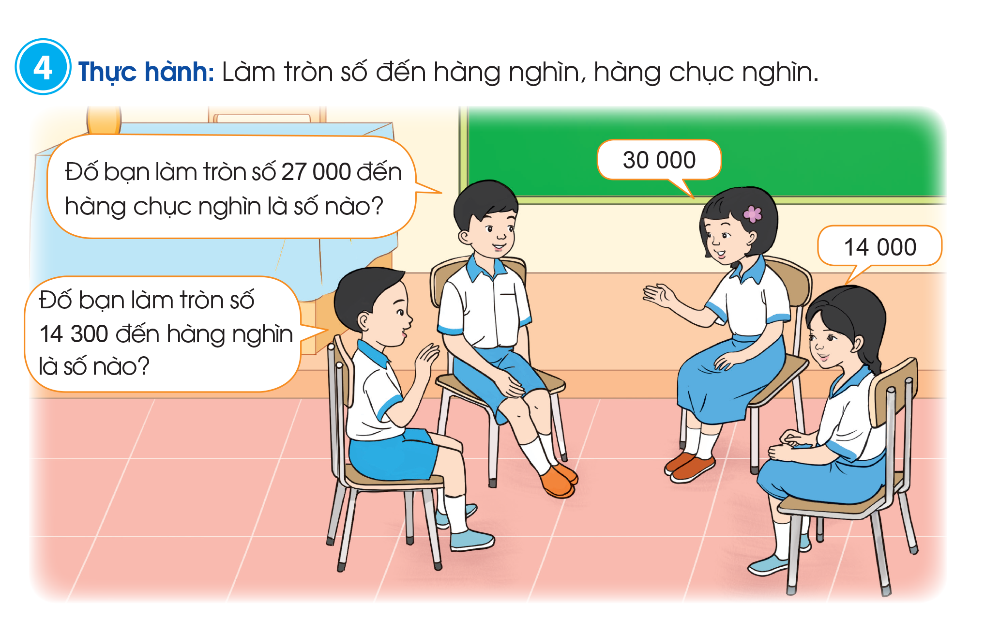 4 Thực hành: Làm tròn số đến hàng nghìn, hàng chục nghìn.
Đố bạn làm tròn số 27 000 đến
hàng chục nghìn là số nào?
30 000
14 000
Đố bạn làm tròn số
14 300 đến hàng nghìn
là số nào?